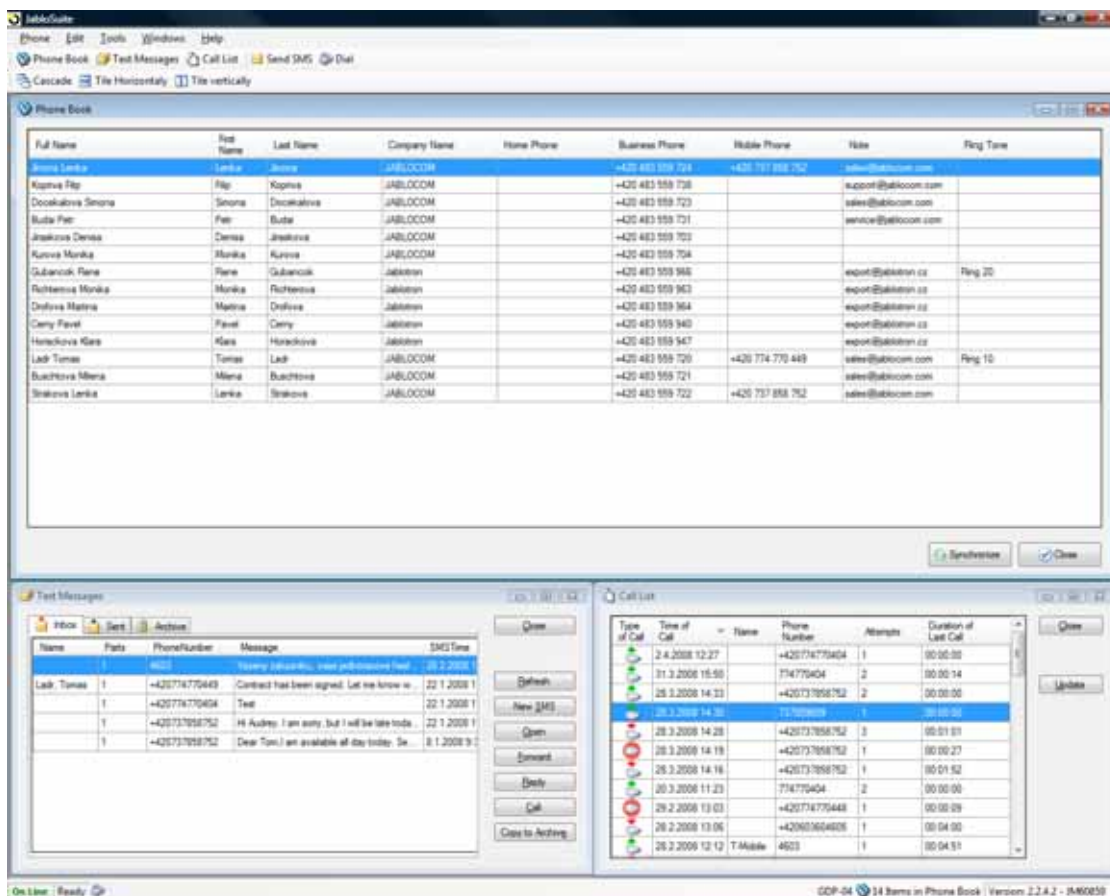 JabloSuite
Phone Edit Tools Windows Help
Phone Book Text Messages Call List Send SMS Dial
Cascade Tile Horizontaly Tile vertically
Phone Book
Full Name First Name Last Name Company Name Home Phone Business Phone Mobile Phone Note Ring Tone
Jirsova Lenka Lenka JABLOCOM +420 483 559 724 +420 737 858 752 sales@jablocom.com
Kopriva Filip Filip Kopriva JABLOCOM +420 483 559 738 support@jablocom.com
Docekalova Simona Simona Docekalova JABLOCOM +420 483 559 723 sales@jablocom.com
Budai Petr Petr Budai JABLOCOM +420 483 559 731 service@jablocom.com
Jiraskova Denisa Denisa Jiraskova JABLOCOM +420 483 559 703
Kurova Monika Monika Kurova JABLOCOM +420 483 559 704
Gubancok Rene Rene Gubancok Jablotron +420 483 559 966 export@jablotron.cz Ring 20
Richterova Monika Monika Richterova Jablotron +420 483 559 963 export@jablotron.cz
Drofova Martina Martina Drofova Jablotron +420 483 559 964 export@jablotron.cz
Cerny Pavel Pavel Cerny Jablotron +420 483 559 940 export@jablotron.cz
Horackova Klara Klara Horackova Jablotron +420 483 559 947 export@jablotron.cz
Ladr Tomas Tomas Ladr JABLOCOM +420 483 559 720 +420 774 770 449 sales@jablocom.com Ring 10
Buschtova Milena Milena Buschtova JABLOCOM +420 483 559 721 sales@jablocom.com
Strakova Lenka Lenka Strakova JABLOCOM +420 483 559 722 +420 737 858 752 sales@jablocom.com
Synchronize Close
Text Messages
Inbox Sent Archive
Name Parts PhoneNumber Message SMSTime
1 4603 28.2.2008 1
Ladr, Tomas 1 +420774770449 Contract has been signed. Let me know w... 22.1.2008 1
1 +420774770404 Test 22.1.2008 1
1 +420737858752 Hi Audrey. I am sorry, but I will be late toda... 22.1.2008 1
1 +420737858752 Dear Tom,I am available all day today. Se... 8.1.2008 9:
Close
Refresh
New SMS
Open
Forward
Reply
Call
Copy to Archive
Call List
Type of Call Time of Call Name Phone Number Attempts Duration of Last Call
2.4.2008 12:27 +420774770404 1 00:00:00
31.3.2008 15:50 774770404 2 00:00:14
28.3.2008 14:33 +420737858752 2 00:00:00
28.3.2008 14:30 1 00:00:00
28.3.2008 14:28 +420737858752 3 00:01:01
28.3.2008 14:19 +420737858752 1 00:00:27
28.3.2008 14:16 +420737858752 1 00:01:52
20.3.2008 11:23 774770404 2 00:00:00
29.2.2008 13:03 +420774770448 1 00:00:09
28.2.2008 13:06 +420603604605 1 00:04:00
28.2.2008 12:12 T-Mobile 4603 1 00:04:51
Close
Update
On Line Ready GDP-04 14 Items in Phone Book Version: 2.2.4.2 -